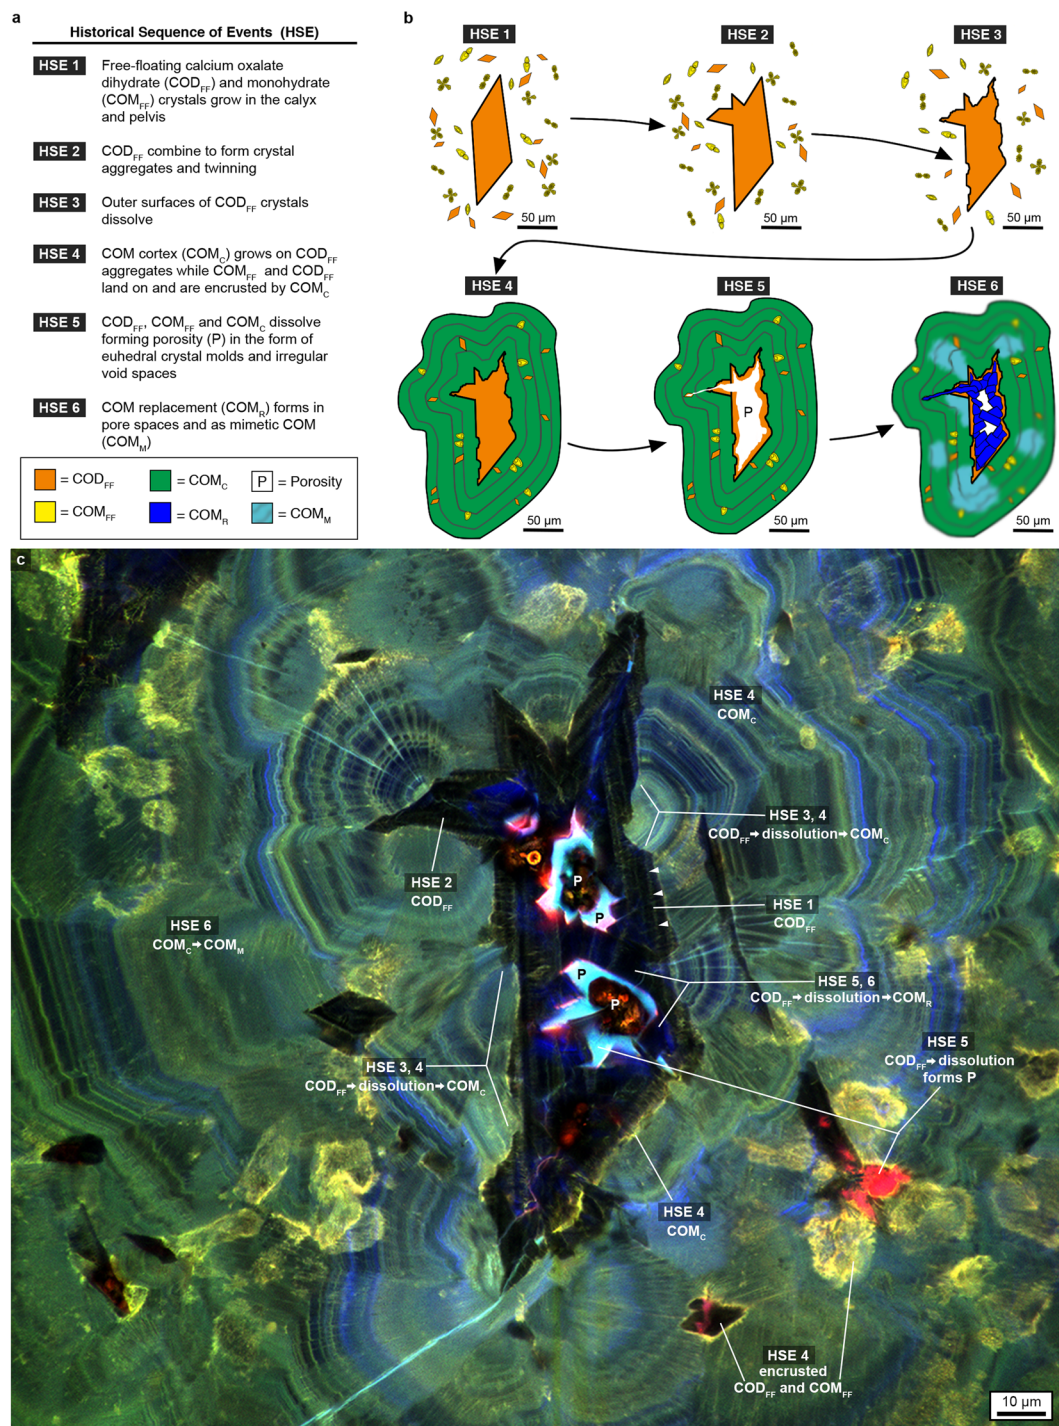 a
Historical Sequence of Events (HSE)
HSE 1
Free-floating calcium oxalate
dihydrate (CODFF) and monohydrate
(COMFF) crystals grow in the calyx
and pelvis
HSE 2
CODFF combine to form crystal
aggregates and twinning
HSE 3
Outer surfaces of CODFF crystals
dissolve
HSE 4
COM cortex (COMC) grows on CODFF
aggregates while COMFF and CODFF
land on and are encrusted by COMC
HSE 5
CODFF, COMFF and COMC dissolve
forming porosity (P) in the form of
euhedral crystal molds and irregular
void spaces
HSE 6
COM replacement (COMR) forms in
pore spaces and as mimetic COM
(COMM)
= CODFF
= COMC
P = Porosity
= COMFF
= COMR
= COMM
b
HSE 1
HSE 2
HSE 3
50 µm
50 µm
50 µm
HSE 4
HSE 5
HSE 6
P
50 µm
50 µm
50 µm
c
HSE 4
COMC
HSE 3, 4
CODFF→dissolution→COMC
HSE 2
CODFF
P
P
HSE 1
CODFF
HSE 6
COMC→COMM
P
P
HSE 5, 6
CODFF→dissolution→COMR
HSE 5
CODFF→dissolution
forms P
HSE 3, 4
CODFF→dissolution→COMC
HSE 4
COMC
HSE 4
encrusted
CODFF and COMFF
10 µm